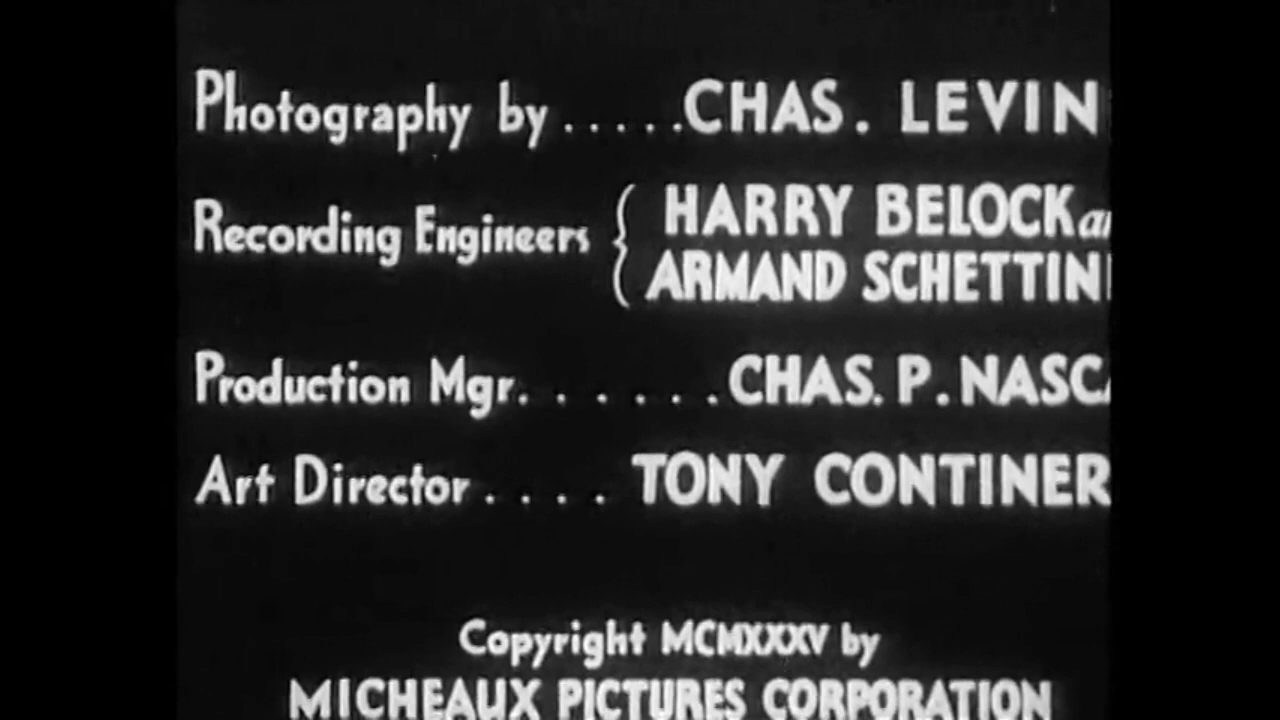 Photography by.....CHAS. LEVIN
Recording Engineers { HARRY BELOCK
ARMAND SCHETTIN
Production Mgr. . . . . . . CHAS. P. NASCA
Art Director . . . . TONY CONTINER
Copyright MCMXXXV by
MICHEAUX PICTURES CORPORATION